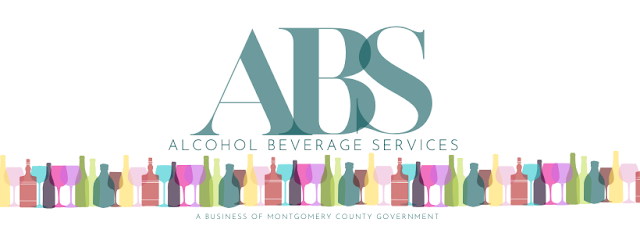 ABS
ALCOHOL BEVERAGE SERVICES
A BUSINESS OF MONTGOMERY COUNTY GOVERNMENT